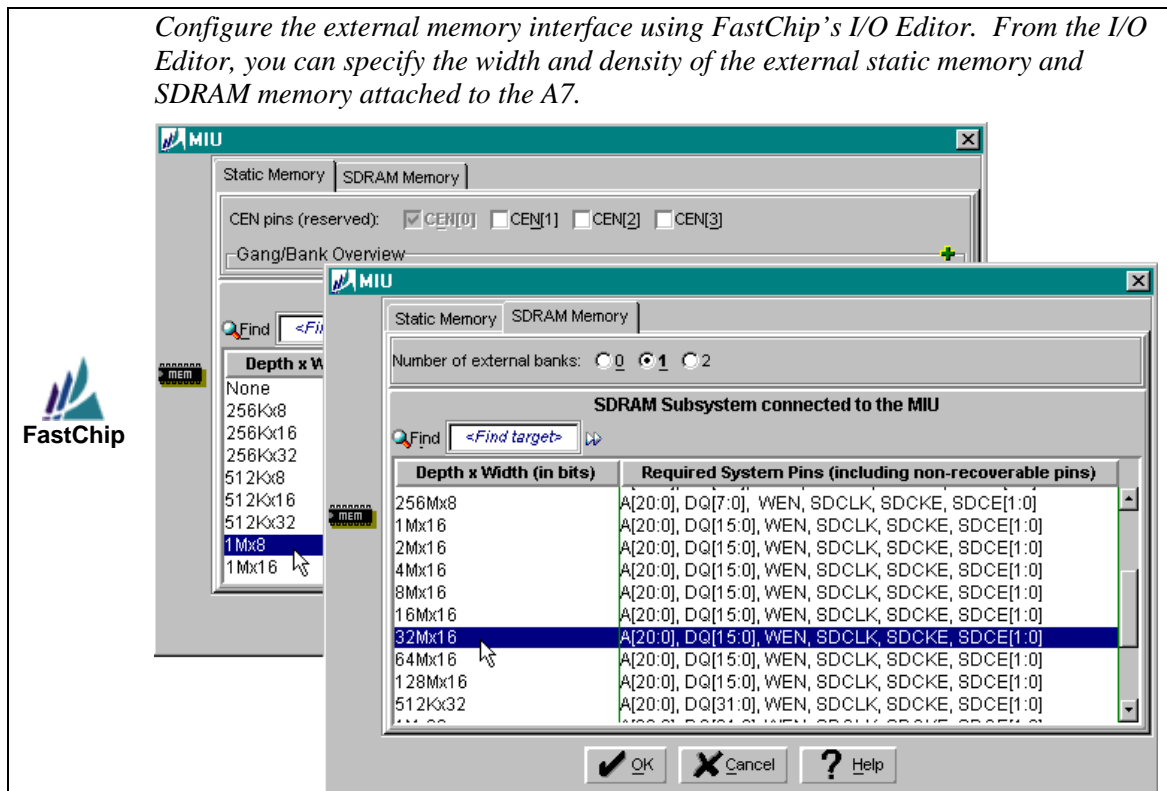 Configure the external memory interface using FastChip's I/O Editor. From the I/O
Editor, you can specify the width and density of the external static memory and
SDRAM memory attached to the A7.
MIU
Static Memory SDRAM Memory
CEN pins (reserved): CEN[0] CEN[1] CEN[2] CEN[3]
Gang/Bank Overview
Find
Depth x W
None
256Kx8
256Kx16
256Kx32
512Kx8
512Kx16
512Kx32
1Mx8
1Mx16
mem
FastChip
MIU
Static Memory SDRAM Memory
Number of external banks: 0 1 2
SDRAM Subsystem connected to the MIU
Find <Find target>
Depth x Width (in bits) Required System Pins (including non-recoverable pins)
256Mx8 A[20:0], DQ[7:0], WEN, SDCLK, SDCKE, SDCE[1:0]
1Mx16 A[20:0], DQ[15:0], WEN, SDCLK, SDCKE, SDCE[1:0]
2Mx16 A[20:0], DQ[15:0], WEN, SDCLK, SDCKE, SDCE[1:0]
4Mx16 A[20:0], DQ[15:0], WEN, SDCLK, SDCKE, SDCE[1:0]
8Mx16 A[20:0], DQ[15:0], WEN, SDCLK, SDCKE, SDCE[1:0]
16Mx16 A[20:0], DQ[15:0], WEN, SDCLK, SDCKE, SDCE[1:0]
32Mx16 A[20:0], DQ[15:0], WEN, SDCLK, SDCKE, SDCE[1:0]
64Mx16 A[20:0], DQ[15:0], WEN, SDCLK, SDCKE, SDCE[1:0]
128Mx16 A[20:0], DQ[15:0], WEN, SDCLK, SDCKE, SDCE[1:0]
512Kx32 A[20:0], DQ[31:0], WEN, SDCLK, SDCKE, SDCE[1:0]
mem
OK Cancel ? Help